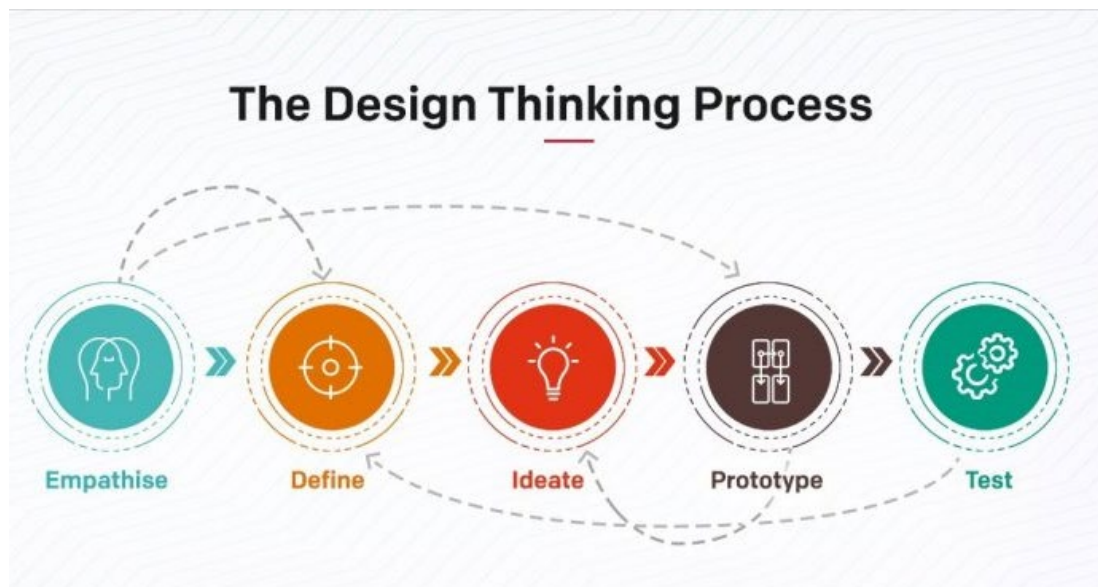 The Design Thinking Process
Empathise
Define
Ideate
Prototype
Test